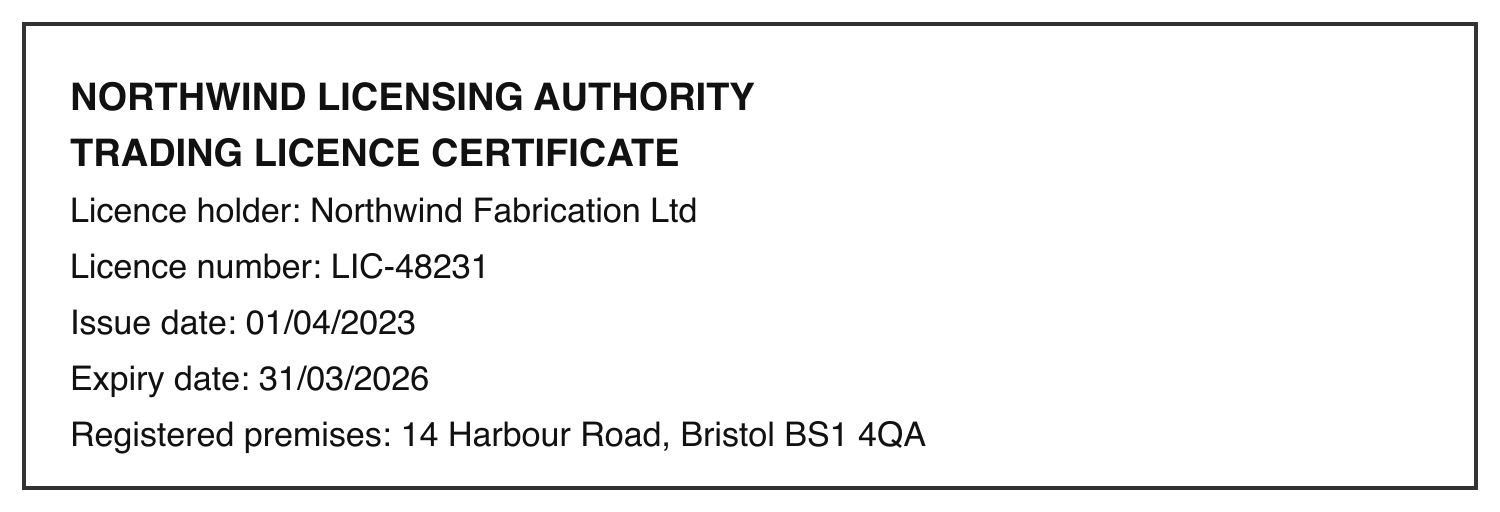 NORTHWIND LICENSING AUTHORITY
TRADING LICENCE CERTIFICATE
Licence holder: Northwind Fabrication Ltd
Licence number: LIC-48231
Issue date: 01/04/2023
Expiry date: 31/03/2026
Registered premises: 14 Harbour Road, Bristol BS1 4QA